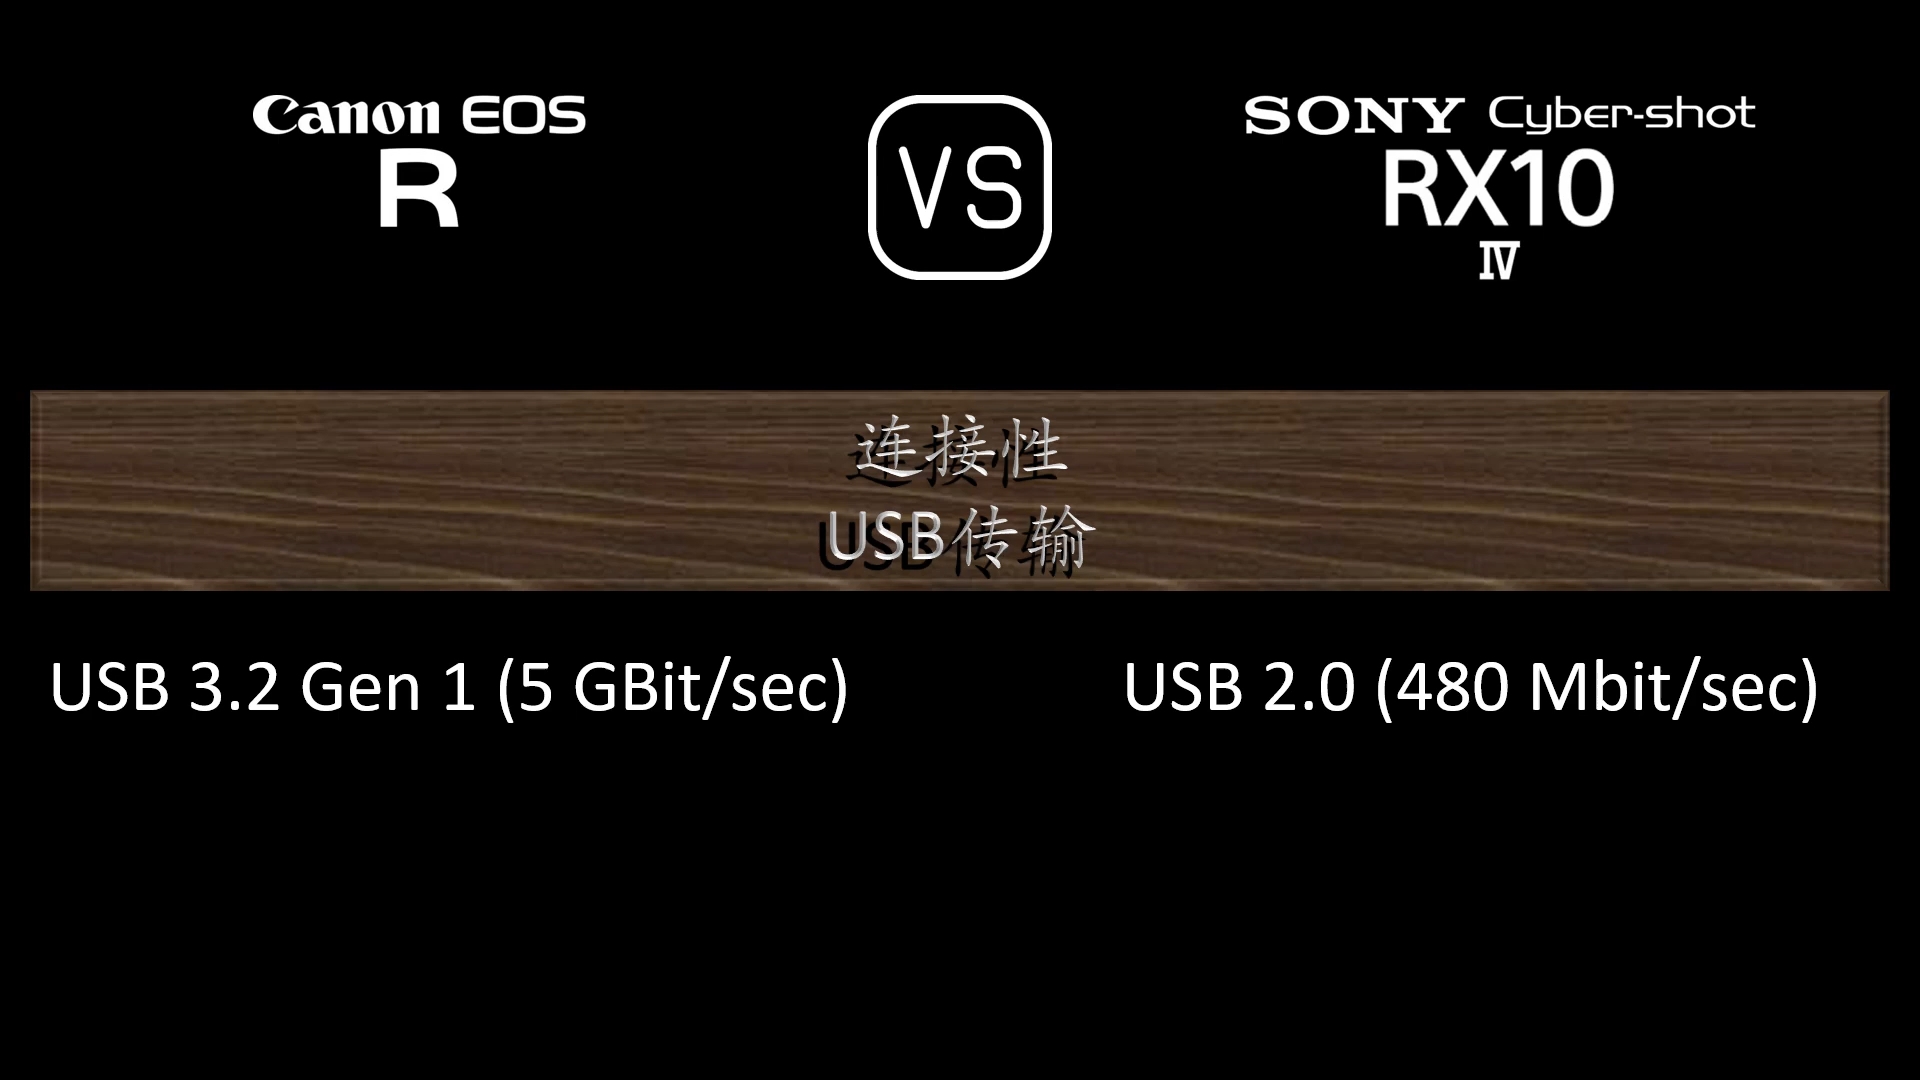 Canon EOS
R
VS
SONY Cyber-shot
RX10
IV
连接性
USB传输
USB 3.2 Gen 1 (5 GBit/sec)
USB 2.0 (480 Mbit/sec)